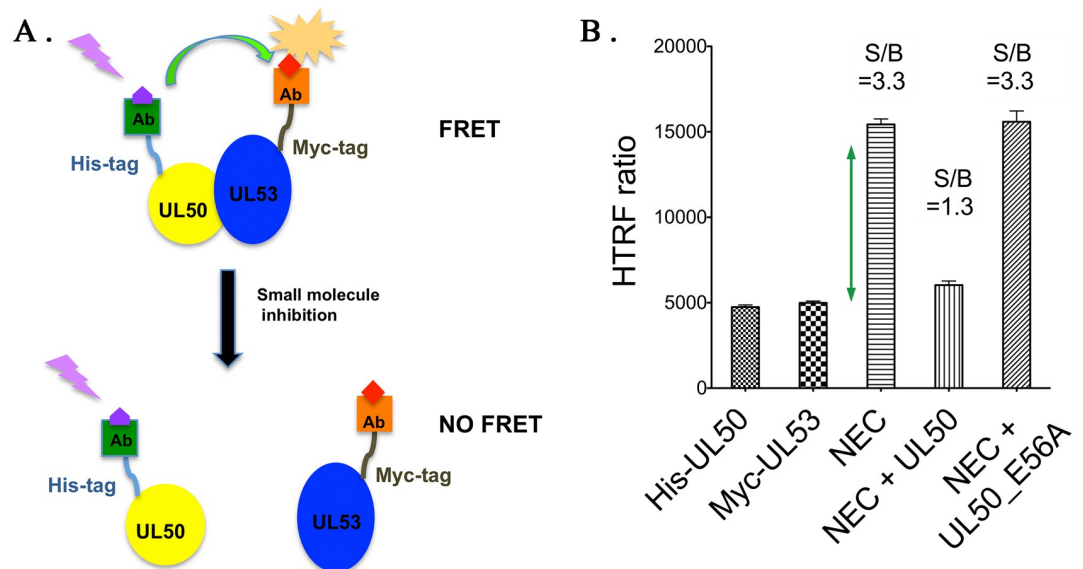 A .
Ab
Ab
His-tag
Myc-tag
UL50
UL53
FRET
Small molecule
inhibition
Ab
Ab
His-tag
Myc-tag
UL50
UL53
NO FRET
B .
HTRF ratio
20000
15000
10000
5000
0
S/B
=3.3
S/B
=1.3
S/B
=3.3
His-UL50
Myc-UL53
NEC
NEC + UL50
NEC +
UL50_E56A